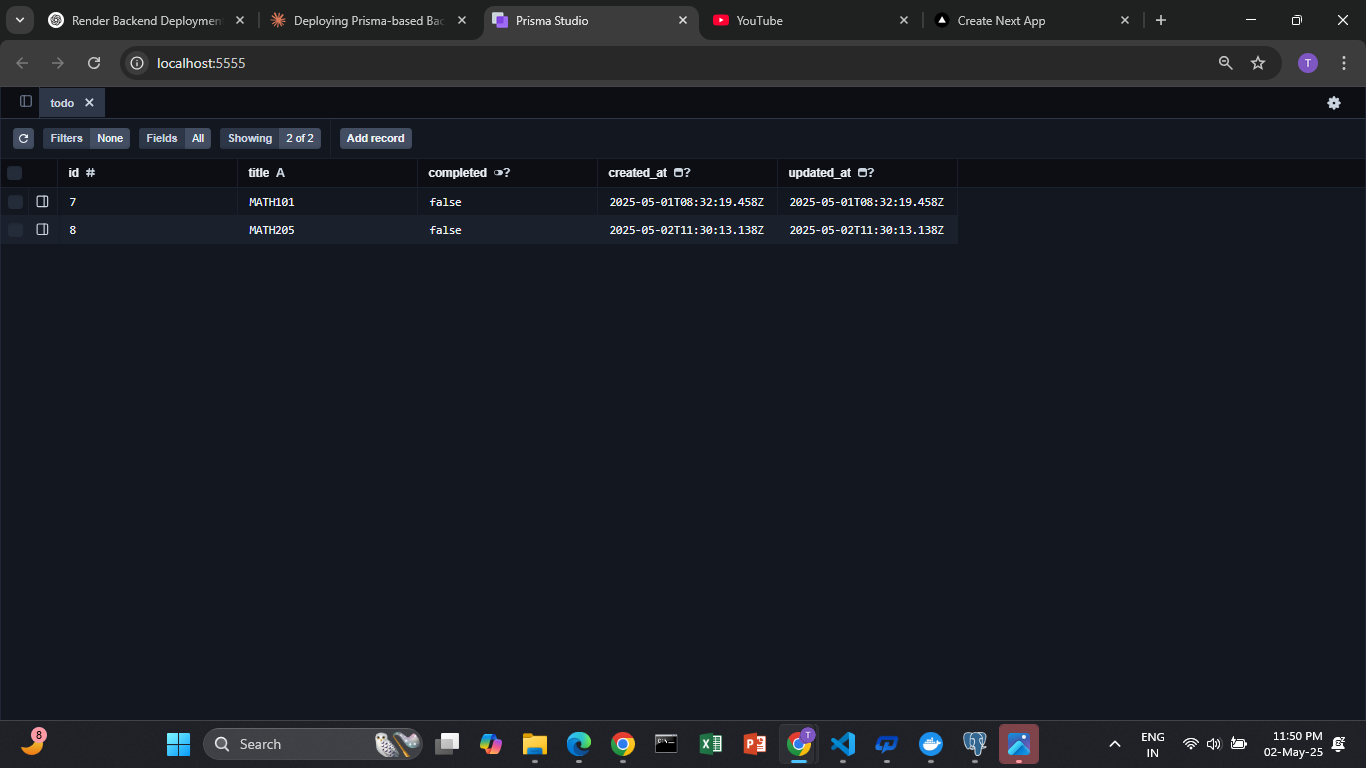 Render Backend Deploymen
Deploying Prisma-based Bac
Prisma Studio
YouTube
Create Next App
localhost:5555
T
todo
Filters None Fields All Showing 2 of 2 Add record
id # title A completed ? created_at ? updated_at ?
7 MATH101 false 2025-05-01T08:32:19.458Z 2025-05-01T08:32:19.458Z
8 MATH205 false 2025-05-02T11:30:13.138Z 2025-05-02T11:30:13.138Z
8
Search
T
ENG
IN
11:50 PM
02-May-25